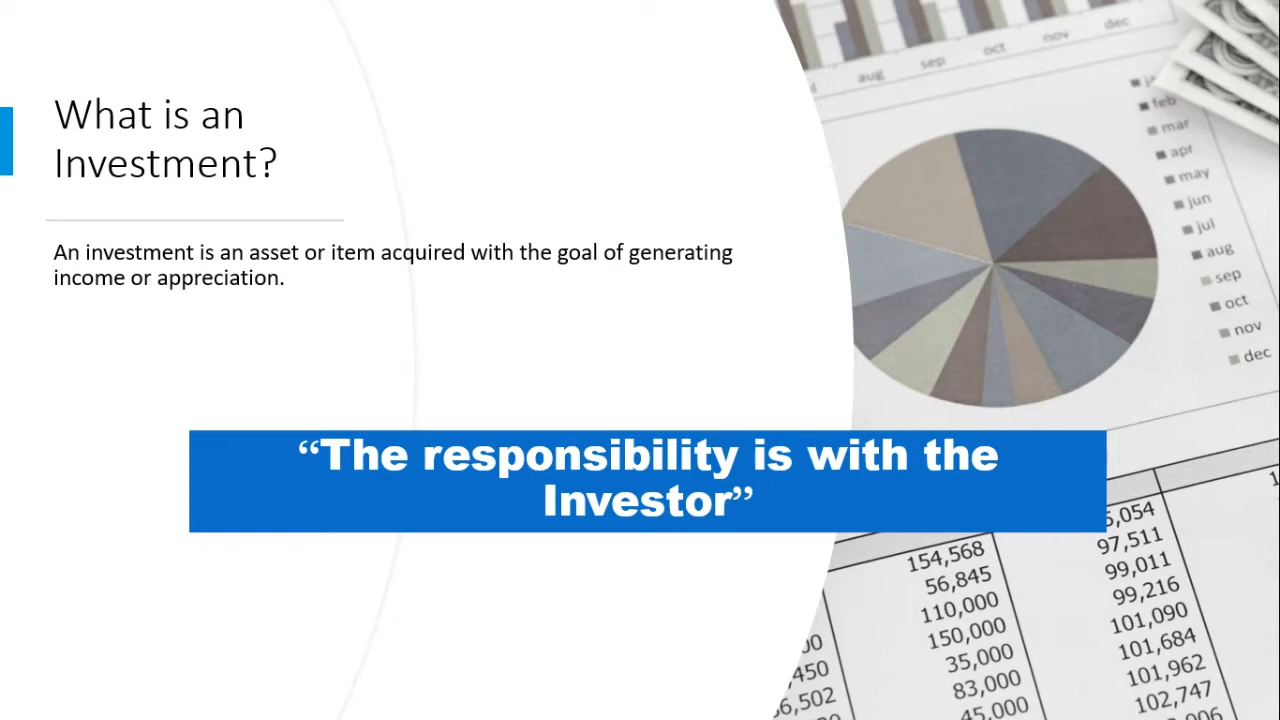 What is an
Investment?
An investment is an asset or item acquired with the goal of generating
income or appreciation.
“The responsibility is with the
Investor”
aug sep oct nov dec
feb
mar
apr
may
jun
jul
aug
sep
oct
nov
dec
97,511
99,011
99,216
101,090
101,684
101,962
102,747
154,568
56,845
110,000
150,000
35,000
83,000
45,000